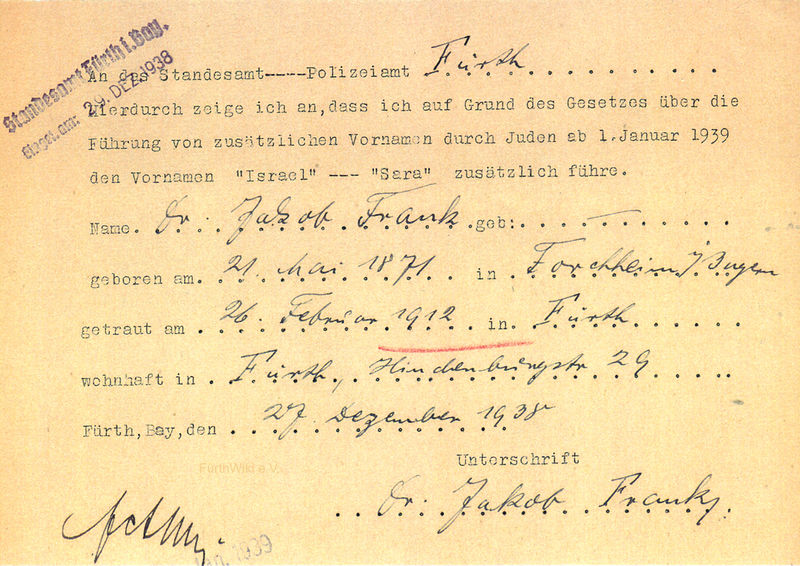 Standesamt Fürth i. Bay.
Einget. am: 29. DEZ. 1938
An das Standesamt-----Polizeiamt Fürth
Hierdurch zeige ich an, dass ich auf Grund des Gesetzes über die
Führung von zusätzlichen Vornamen durch Juden ab 1. Januar 1939
den Vornamen "Israel" --- "Sara" zusätzlich führe.
Name. Dr. Jakob Frank geb: —
geboren am. 21. Mai 1871 in Forchheim / Bayern
getraut am 26. Februar 1912 in Fürth
wohnhaft in Fürth, Hindenburgstr 29
Fürth, Bay, den 27 Dezember 1938
FürthWiki e.V.
Unterschrift
Dr. Jakob Frank
1939